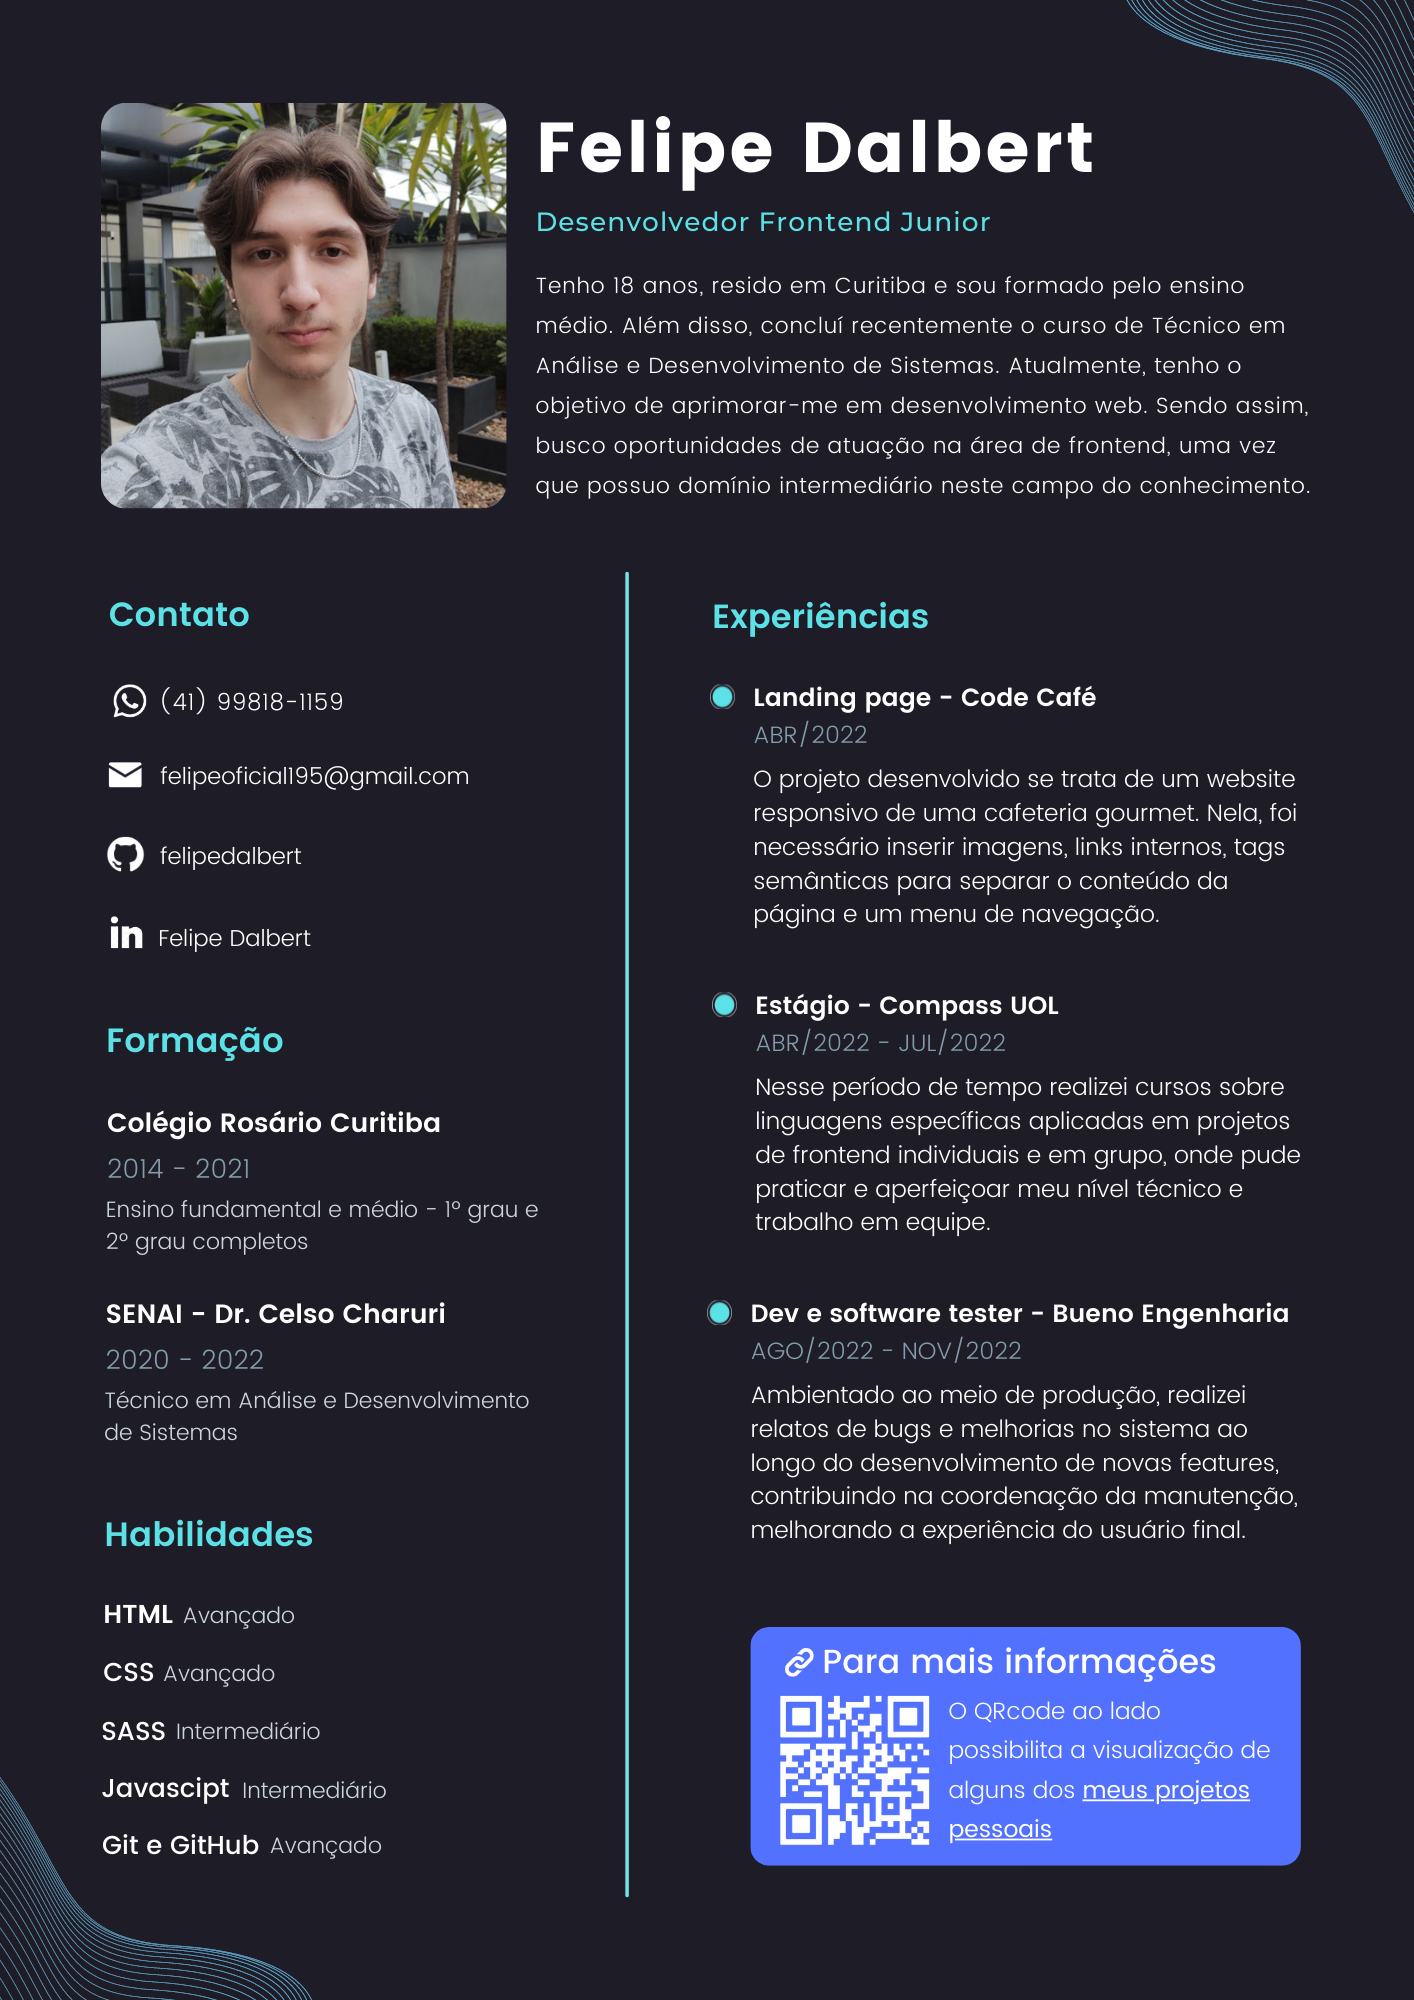 Felipe Dalbert
Desenvolvedor Frontend Junior
Tenho 18 anos, resido em Curitiba e sou formado pelo ensino
médio. Além disso, concluí recentemente o curso de Técnico em
Análise e Desenvolvimento de Sistemas. Atualmente, tenho o
objetivo de aprimorar-me em desenvolvimento web. Sendo assim,
busco oportunidades de atuação na área de frontend, uma vez
que possuo domínio intermediário neste campo do conhecimento.
Contato
(41) 99818-1159
felipeoficial195@gmail.com
felipedalbert
in Felipe Dalbert
Formação
Colégio Rosário Curitiba
2014 - 2021
Ensino fundamental e médio - 1º grau e
2º grau completos
SENAI - Dr. Celso Charuri
2020 - 2022
Técnico em Análise e Desenvolvimento
de Sistemas
Habilidades
HTML Avançado
CSS Avançado
SASS Intermediário
Javascipt Intermediário
Git e GitHub Avançado
Experiências
Landing page - Code Café
ABR/2022
O projeto desenvolvido se trata de um website
responsivo de uma cafeteria gourmet. Nela, foi
necessário inserir imagens, links internos, tags
semânticas para separar o conteúdo da
página e um menu de navegação.
Estágio - Compass UOL
ABR/2022 - JUL/2022
Nesse período de tempo realizei cursos sobre
linguagens específicas aplicadas em projetos
de frontend individuais e em grupo, onde pude
praticar e aperfeiçoar meu nível técnico e
trabalho em equipe.
Dev e software tester - Bueno Engenharia
AGO/2022 - NOV/2022
Ambientado ao meio de produção, realizei
relatos de bugs e melhorias no sistema ao
longo do desenvolvimento de novas features,
contribuindo na coordenação da manutenção,
melhorando a experiência do usuário final.
Para mais informações
O QRcode ao lado
possibilita a visualização de
alguns dos meus projetos
pessoais